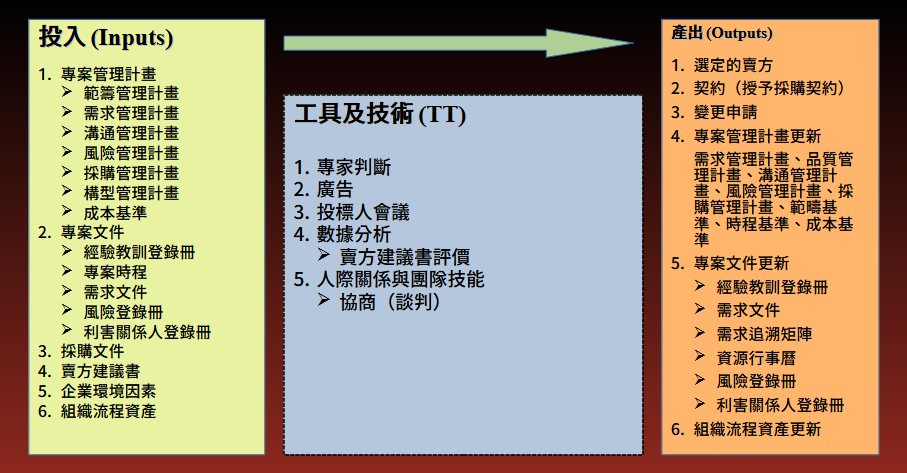 投入 (Inputs)
1. 專案管理計畫
➢ 範籌管理計畫
➢ 需求管理計畫
➢ 溝通管理計畫
➢ 風險管理計畫
➢ 採購管理計畫
➢ 構型管理計畫
➢ 成本基準
2. 專案文件
➢ 經驗教訓登錄冊
➢ 專案時程
➢ 需求文件
➢ 風險登錄冊
➢ 利害關係人登錄冊
3. 採購文件
4. 賣方建議書
5. 企業環境因素
6. 組織流程資產
工具及技術 (TT)
1. 專家判斷
2. 廣告
3. 投標人會議
4. 數據分析
➢ 賣方建議書評價
5. 人際關係與團隊技能
➢ 協商（談判）
產出 (Outputs)
1. 選定的賣方
2. 契約（授予採購契約）
3. 變更申請
4. 專案管理計畫更新
需求管理計畫、品質管
理計畫、溝通管理計
畫、風險管理計畫、採
購管理計畫、範疇基
準、時程基準、成本基
準
5. 專案文件更新
➢ 經驗教訓登錄冊
➢ 需求文件
➢ 需求追溯矩陣
➢ 資源行事曆
➢ 風險登錄冊
➢ 利害關係人登錄冊
6. 組織流程資產更新